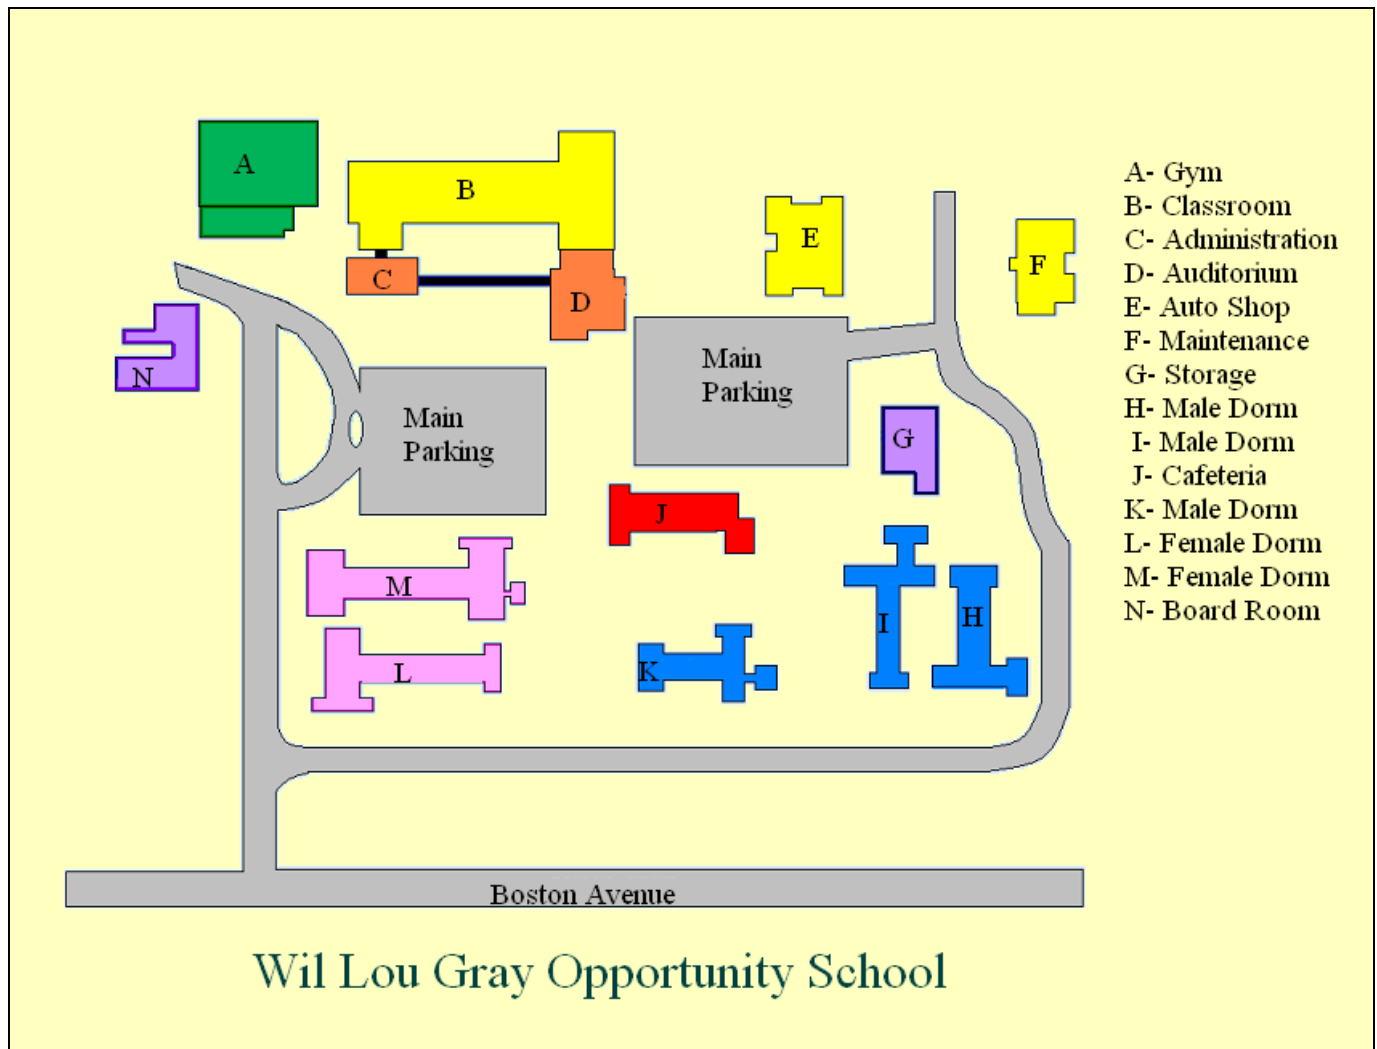 A
B
C
D
E
F
N
Main
Parking
Main
Parking
G
J
M
I
H
L
K
A- Gym
B- Classroom
C- Administration
D- Auditorium
E- Auto Shop
F- Maintenance
G- Storage
H- Male Dorm
I- Male Dorm
J- Cafeteria
K- Male Dorm
L- Female Dorm
M- Female Dorm
N- Board Room
Boston Avenue
Wil Lou Gray Opportunity School